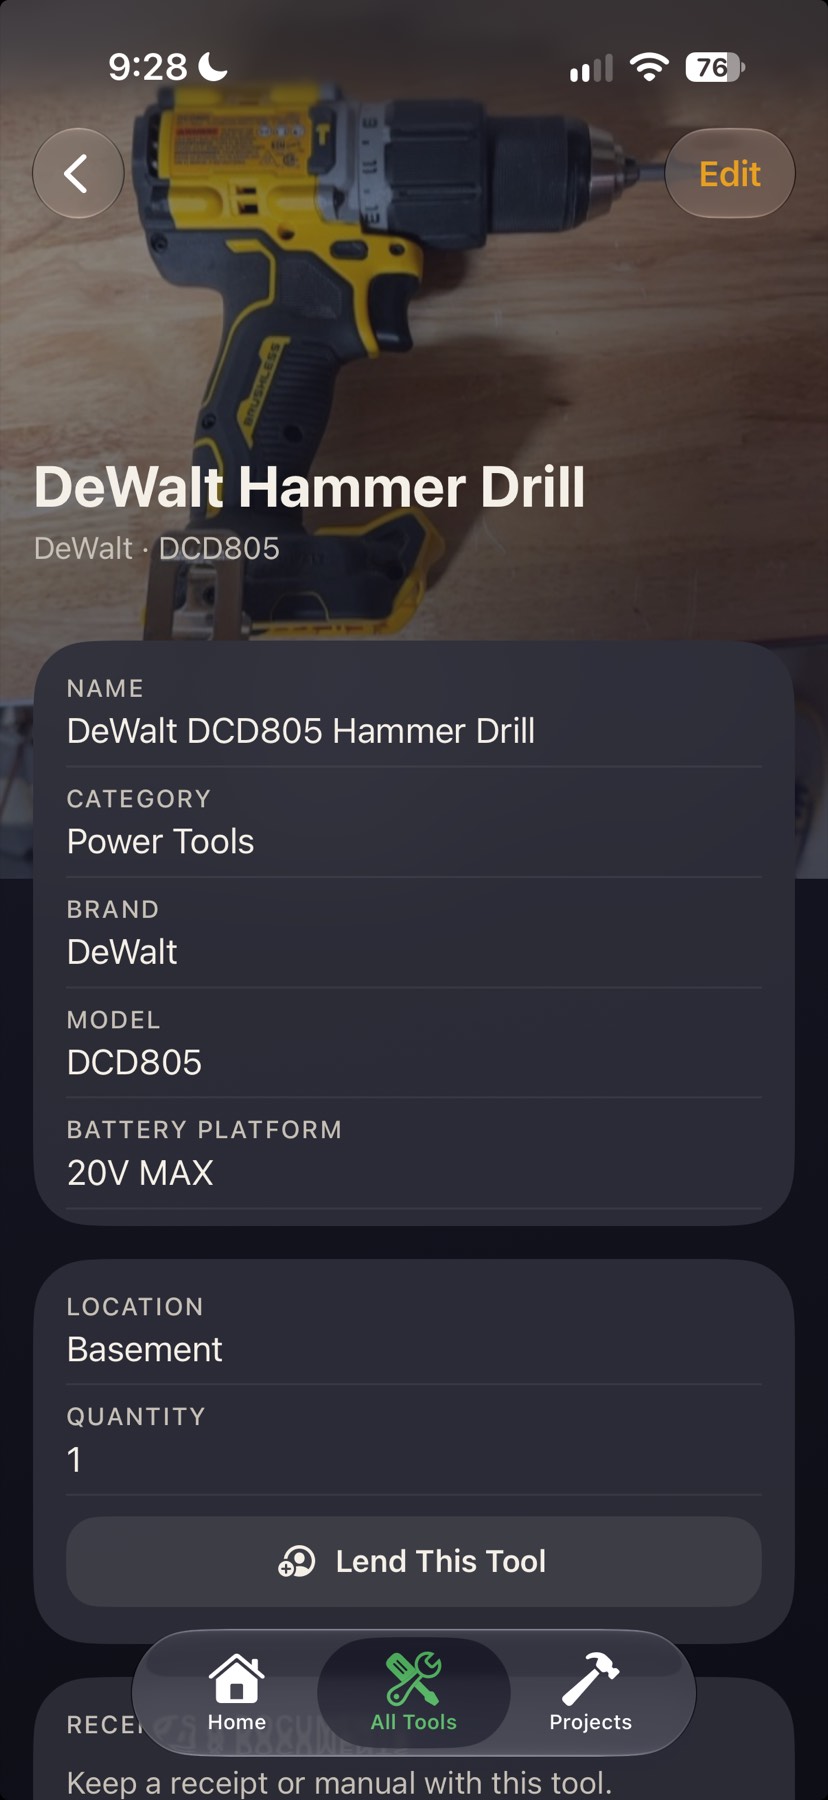 9:28
76
Edit
BRUSHLESS
DeWalt Hammer Drill
DeWalt · DCD805
NAME
DeWalt DCD805 Hammer Drill
CATEGORY
Power Tools
BRAND
DeWalt
MODEL
DCD805
BATTERY PLATFORM
20V MAX
LOCATION
Basement
QUANTITY
1
Lend This Tool
Home
All Tools
Projects
Keep a receipt or manual with this tool.